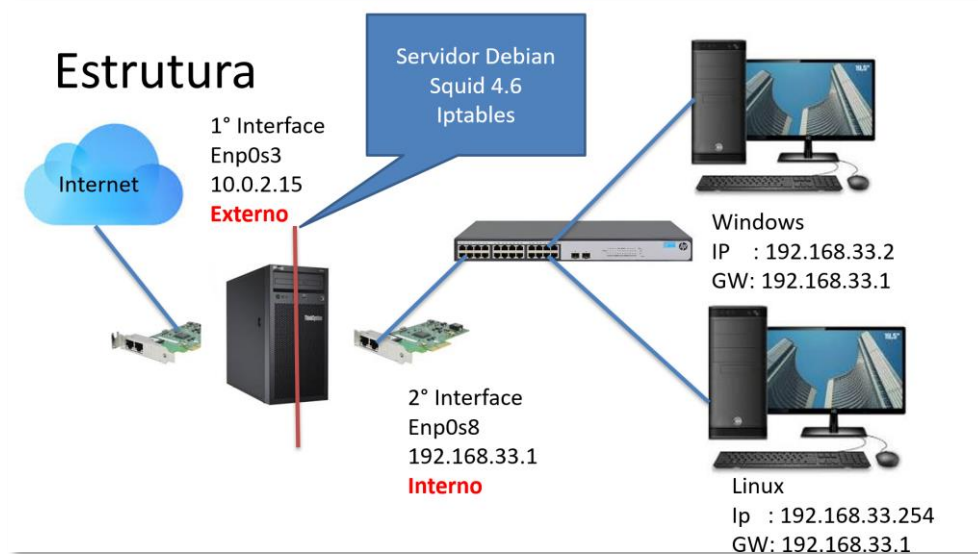 Estrutura
Servidor Debian
Squid 4.6
Iptables
1° Interface
Enp0s3
10.0.2.15
Externo
Internet
Windows
IP : 192.168.33.2
GW: 192.168.33.1
2° Interface
Enp0s8
192.168.33.1
Interno
Linux
Ip : 192.168.33.254
GW: 192.168.33.1